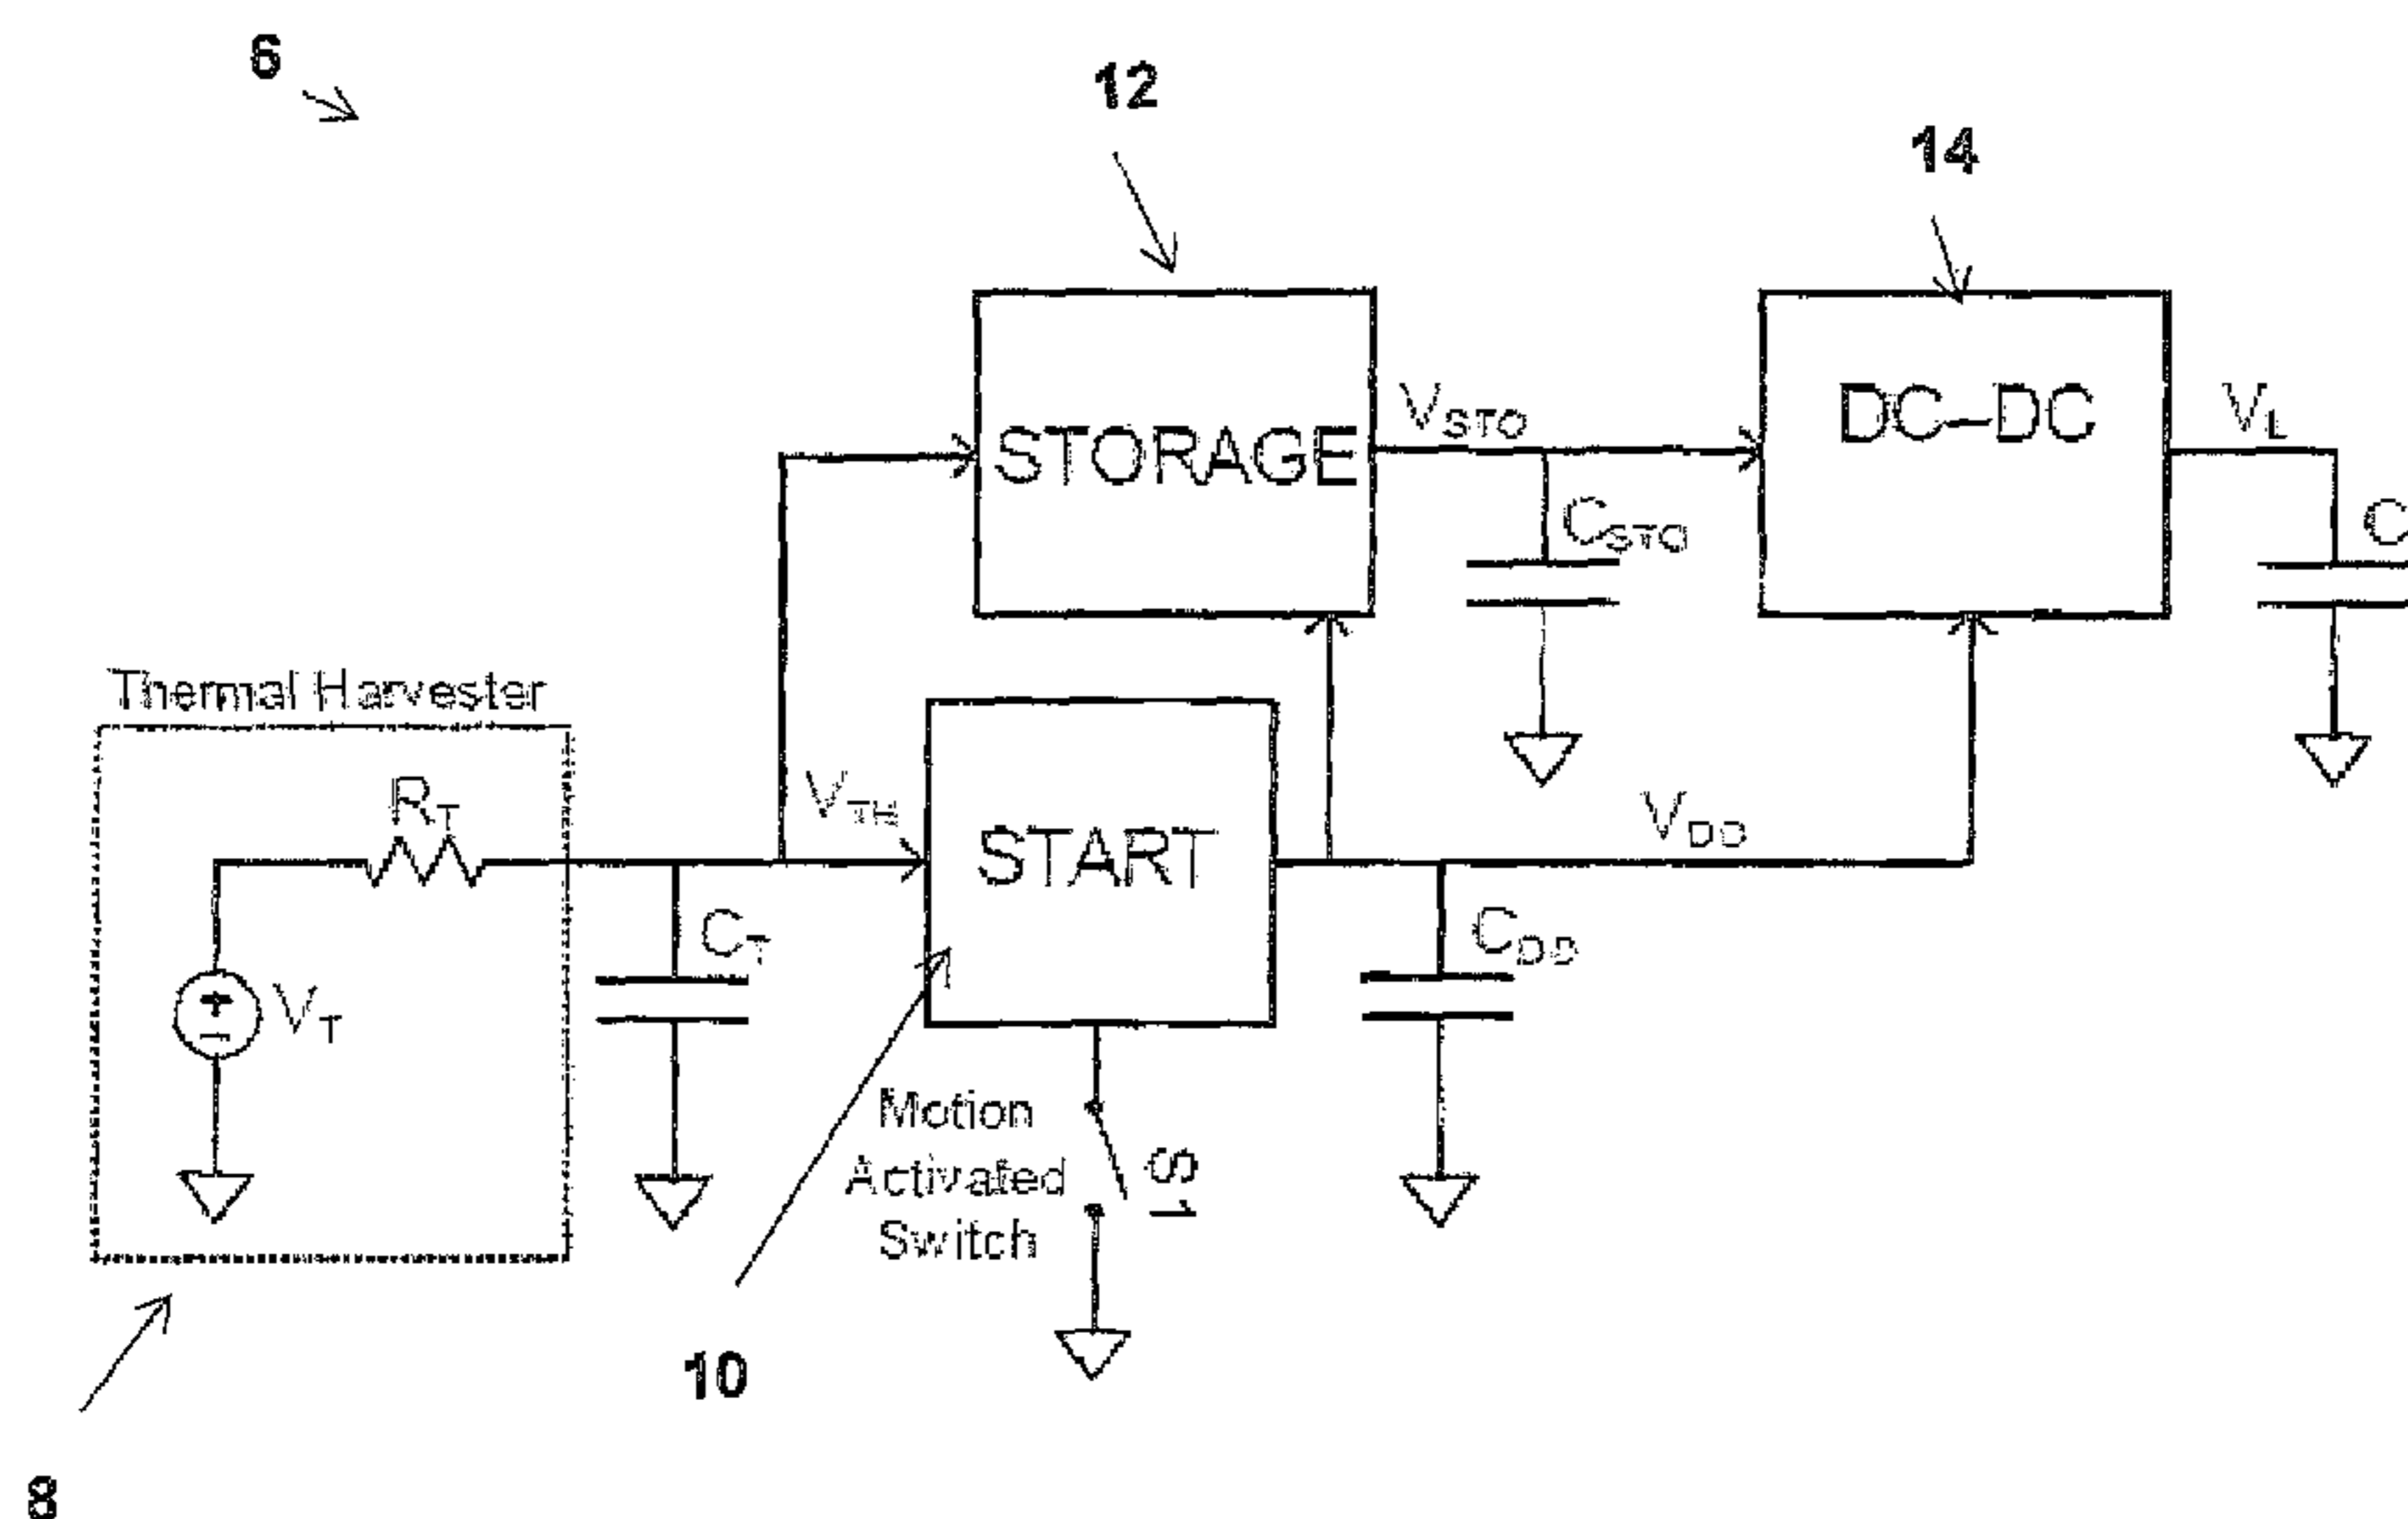 6
12
14
STORAGE
V_STO
DC-DC
V_L
C_STO
C
Thermal Harvester
R_T
V_TH
START
V_DD
C_T
C_DD
V_T
Motion
Activated
Switch
S1
10
8